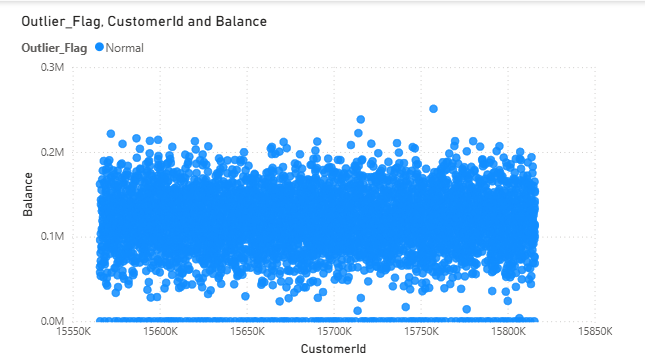 Outlier_Flag, CustomerId and Balance
Outlier_Flag Normal
0.3M
0.2M
Balance
0.1M
0.0M
15550K 15600K 15650K 15700K 15750K 15800K 15850K
CustomerId